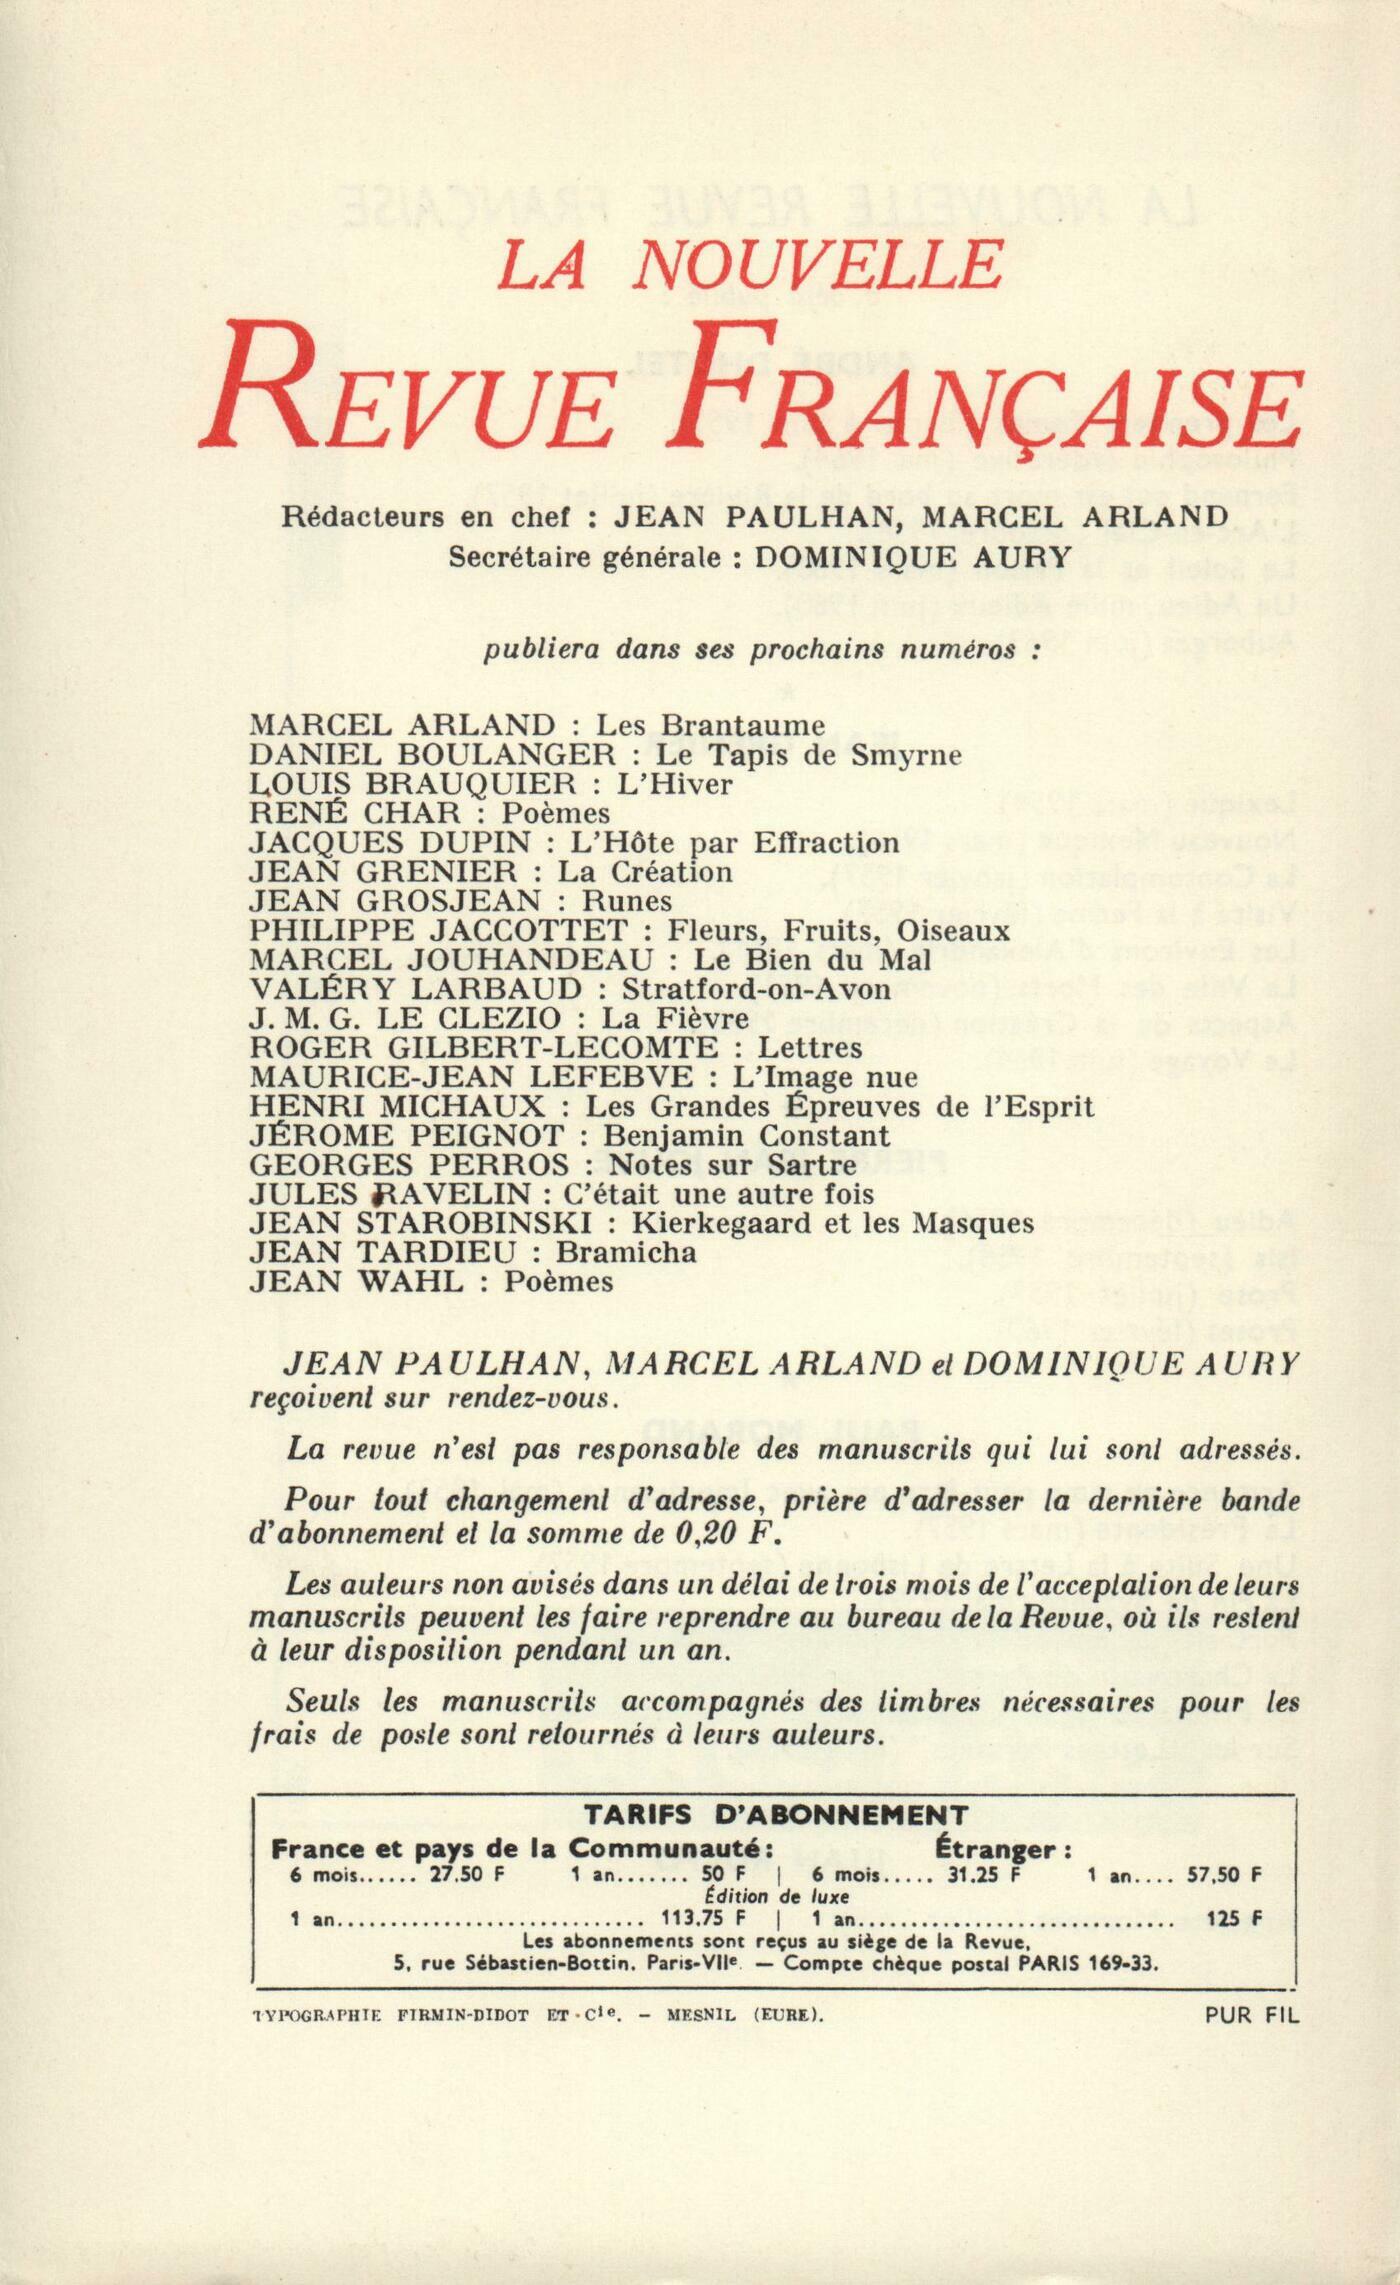 LA NOUVELLE
REVUE FRANÇAISE
Rédacteurs en chef : JEAN PAULHAN, MARCEL ARLAND
Secrétaire générale : DOMINIQUE AURY
publiera dans ses prochains numéros :
MARCEL ARLAND : Les Brantaume
DANIEL BOULANGER : Le Tapis de Smyrne
LOUIS BRAUQUIER : L'Hiver
RENÉ CHAR : Poèmes
JACQUES DUPIN : L'Hôte par Effraction
JEAN GRENIER : La Création
JEAN GROSJEAN : Runes
PHILIPPE JACCOTTET : Fleurs, Fruits, Oiseaux
MARCEL JOUHANDEAU : Le Bien du Mal
VALÉRY LARBAUD : Stratford-on-Avon
J. M. G. LE CLEZIO : La Fièvre
ROGER GILBERT-LECOMTE : Lettres
MAURICE-JEAN LEFEBVE : L'Image nue
HENRI MICHAUX : Les Grandes Épreuves de l'Esprit
JÉROME PEIGNOT : Benjamin Constant
GEORGES PERROS : Notes sur Sartre
JULES RAVELIN : C'était une autre fois
JEAN STAROBINSKI : Kierkegaard et les Masques
JEAN TARDIEU : Bramicha
JEAN WAHL : Poèmes
JEAN PAULHAN, MARCEL ARLAND et DOMINIQUE AURY
reçoivent sur rendez-vous.
La revue n'est pas responsable des manuscrits qui lui sont adressés.
Pour tout changement d'adresse, prière d'adresser la dernière bande
d'abonnement et la somme de 0,20 F.
Les auteurs non avisés dans un délai de trois mois de l'acceptation de leurs
manuscrits peuvent les faire reprendre au bureau de la Revue, où ils restent
à leur disposition pendant un an.
Seuls les manuscrits accompagnés des timbres nécessaires pour les
frais de poste sont retournés à leurs auteurs.
TARIFS D'ABONNEMENT
France et pays de la Communauté : Étranger :
6 mois...... 27.50 F 1 an....... 50 F | 6 mois..... 31.25 F 1 an.... 57,50 F
Édition de luxe
1 an............................. 113.75 F | 1 an.............................. 125 F
Les abonnements sont reçus au siège de la Revue,
5, rue Sébastien-Bottin. Paris-VIIe. — Compte chèque postal PARIS 169-33.
TYPOGRAPHIE FIRMIN-DIDOT ET Cie. – MESNIL (EURE). PUR FIL